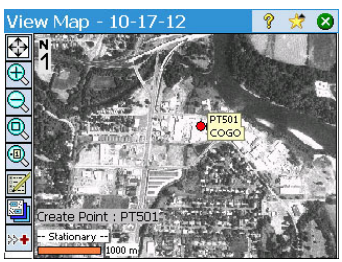 View Map - 10-17-12
?
N
PT501
COGO
Create Point : PT501
-- Stationary --
1000 m